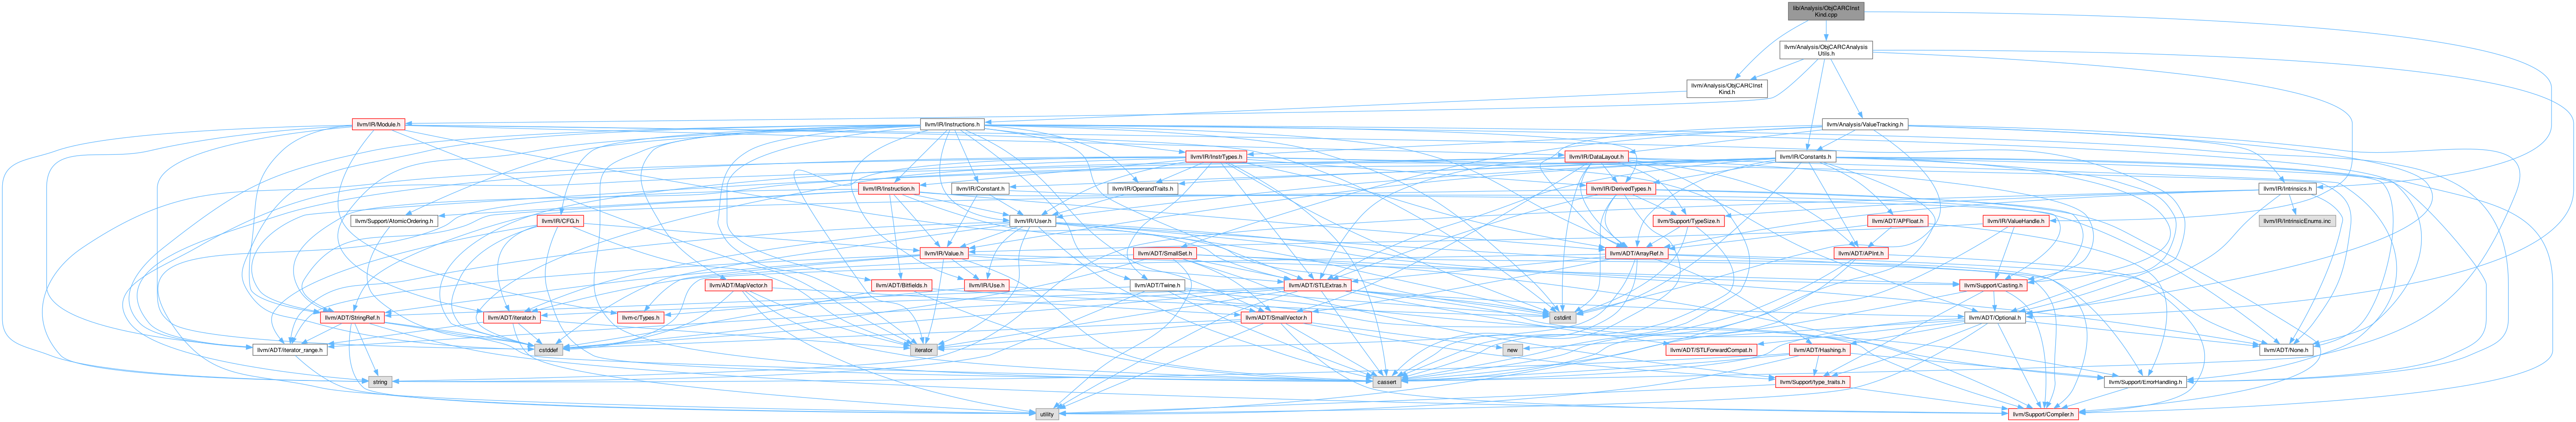 lib/Analysis/ObjCARCInst
Kind.cpp
llvm/Analysis/ObjCARCAnalysis
Utils.h
llvm/Analysis/ObjCARCInst
Kind.h
llvm/IR/Module.h
llvm/IR/Instructions.h
llvm/Analysis/ValueTracking.h
llvm/IR/InstrTypes.h
llvm/IR/DataLayout.h
llvm/IR/Constants.h
llvm/IR/Instruction.h
llvm/IR/Constant.h
llvm/IR/OperandTraits.h
llvm/IR/DerivedTypes.h
llvm/IR/Intrinsics.h
llvm/Support/AtomicOrdering.h
llvm/IR/CFG.h
llvm/IR/User.h
llvm/Support/TypeSize.h
llvm/ADT/APFloat.h
llvm/IR/ValueHandle.h
llvm/IR/IntrinsicEnums.inc
llvm/IR/Value.h
llvm/ADT/SmallSet.h
llvm/ADT/ArrayRef.h
llvm/ADT/APInt.h
llvm/ADT/MapVector.h
llvm/ADT/Bitfields.h
llvm/IR/Use.h
llvm/ADT/Twine.h
llvm/ADT/STLExtras.h
llvm/Support/Casting.h
llvm/ADT/StringRef.h
llvm/ADT/iterator.h
llvm-c/Types.h
llvm/ADT/SmallVector.h
cstdint
llvm/ADT/Optional.h
llvm/ADT/iterator_range.h
cstddef
iterator
new
llvm/ADT/STLForwardCompat.h
llvm/ADT/Hashing.h
llvm/ADT/None.h
string
cassert
llvm/Support/type_traits.h
llvm/Support/ErrorHandling.h
utility
llvm/Support/Compiler.h